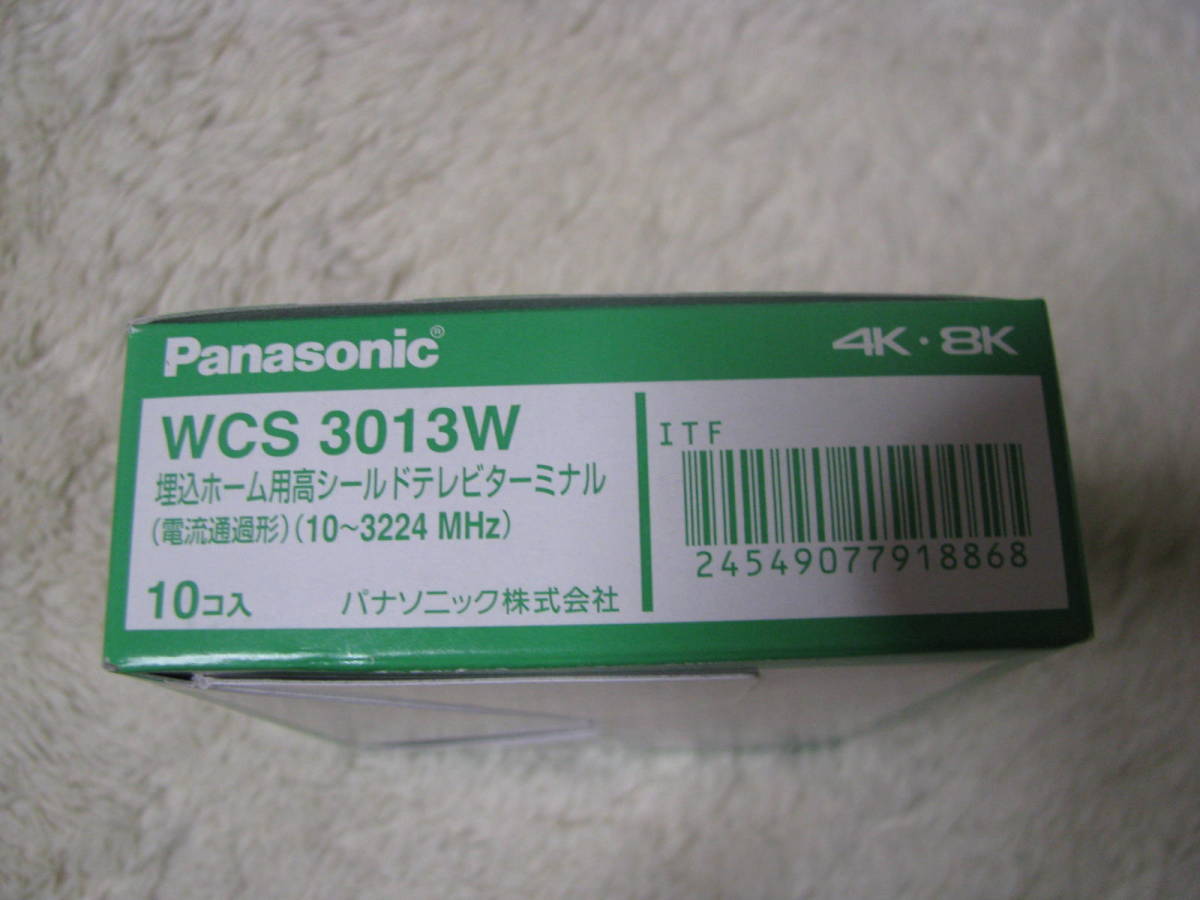 Panasonic®
4K・8K
WCS 3013W
埋込ホーム用高シールドテレビターミナル
(電流通過形)(10~3224 MHz)
10コ入
パナソニック株式会社
ITF
24549077918868